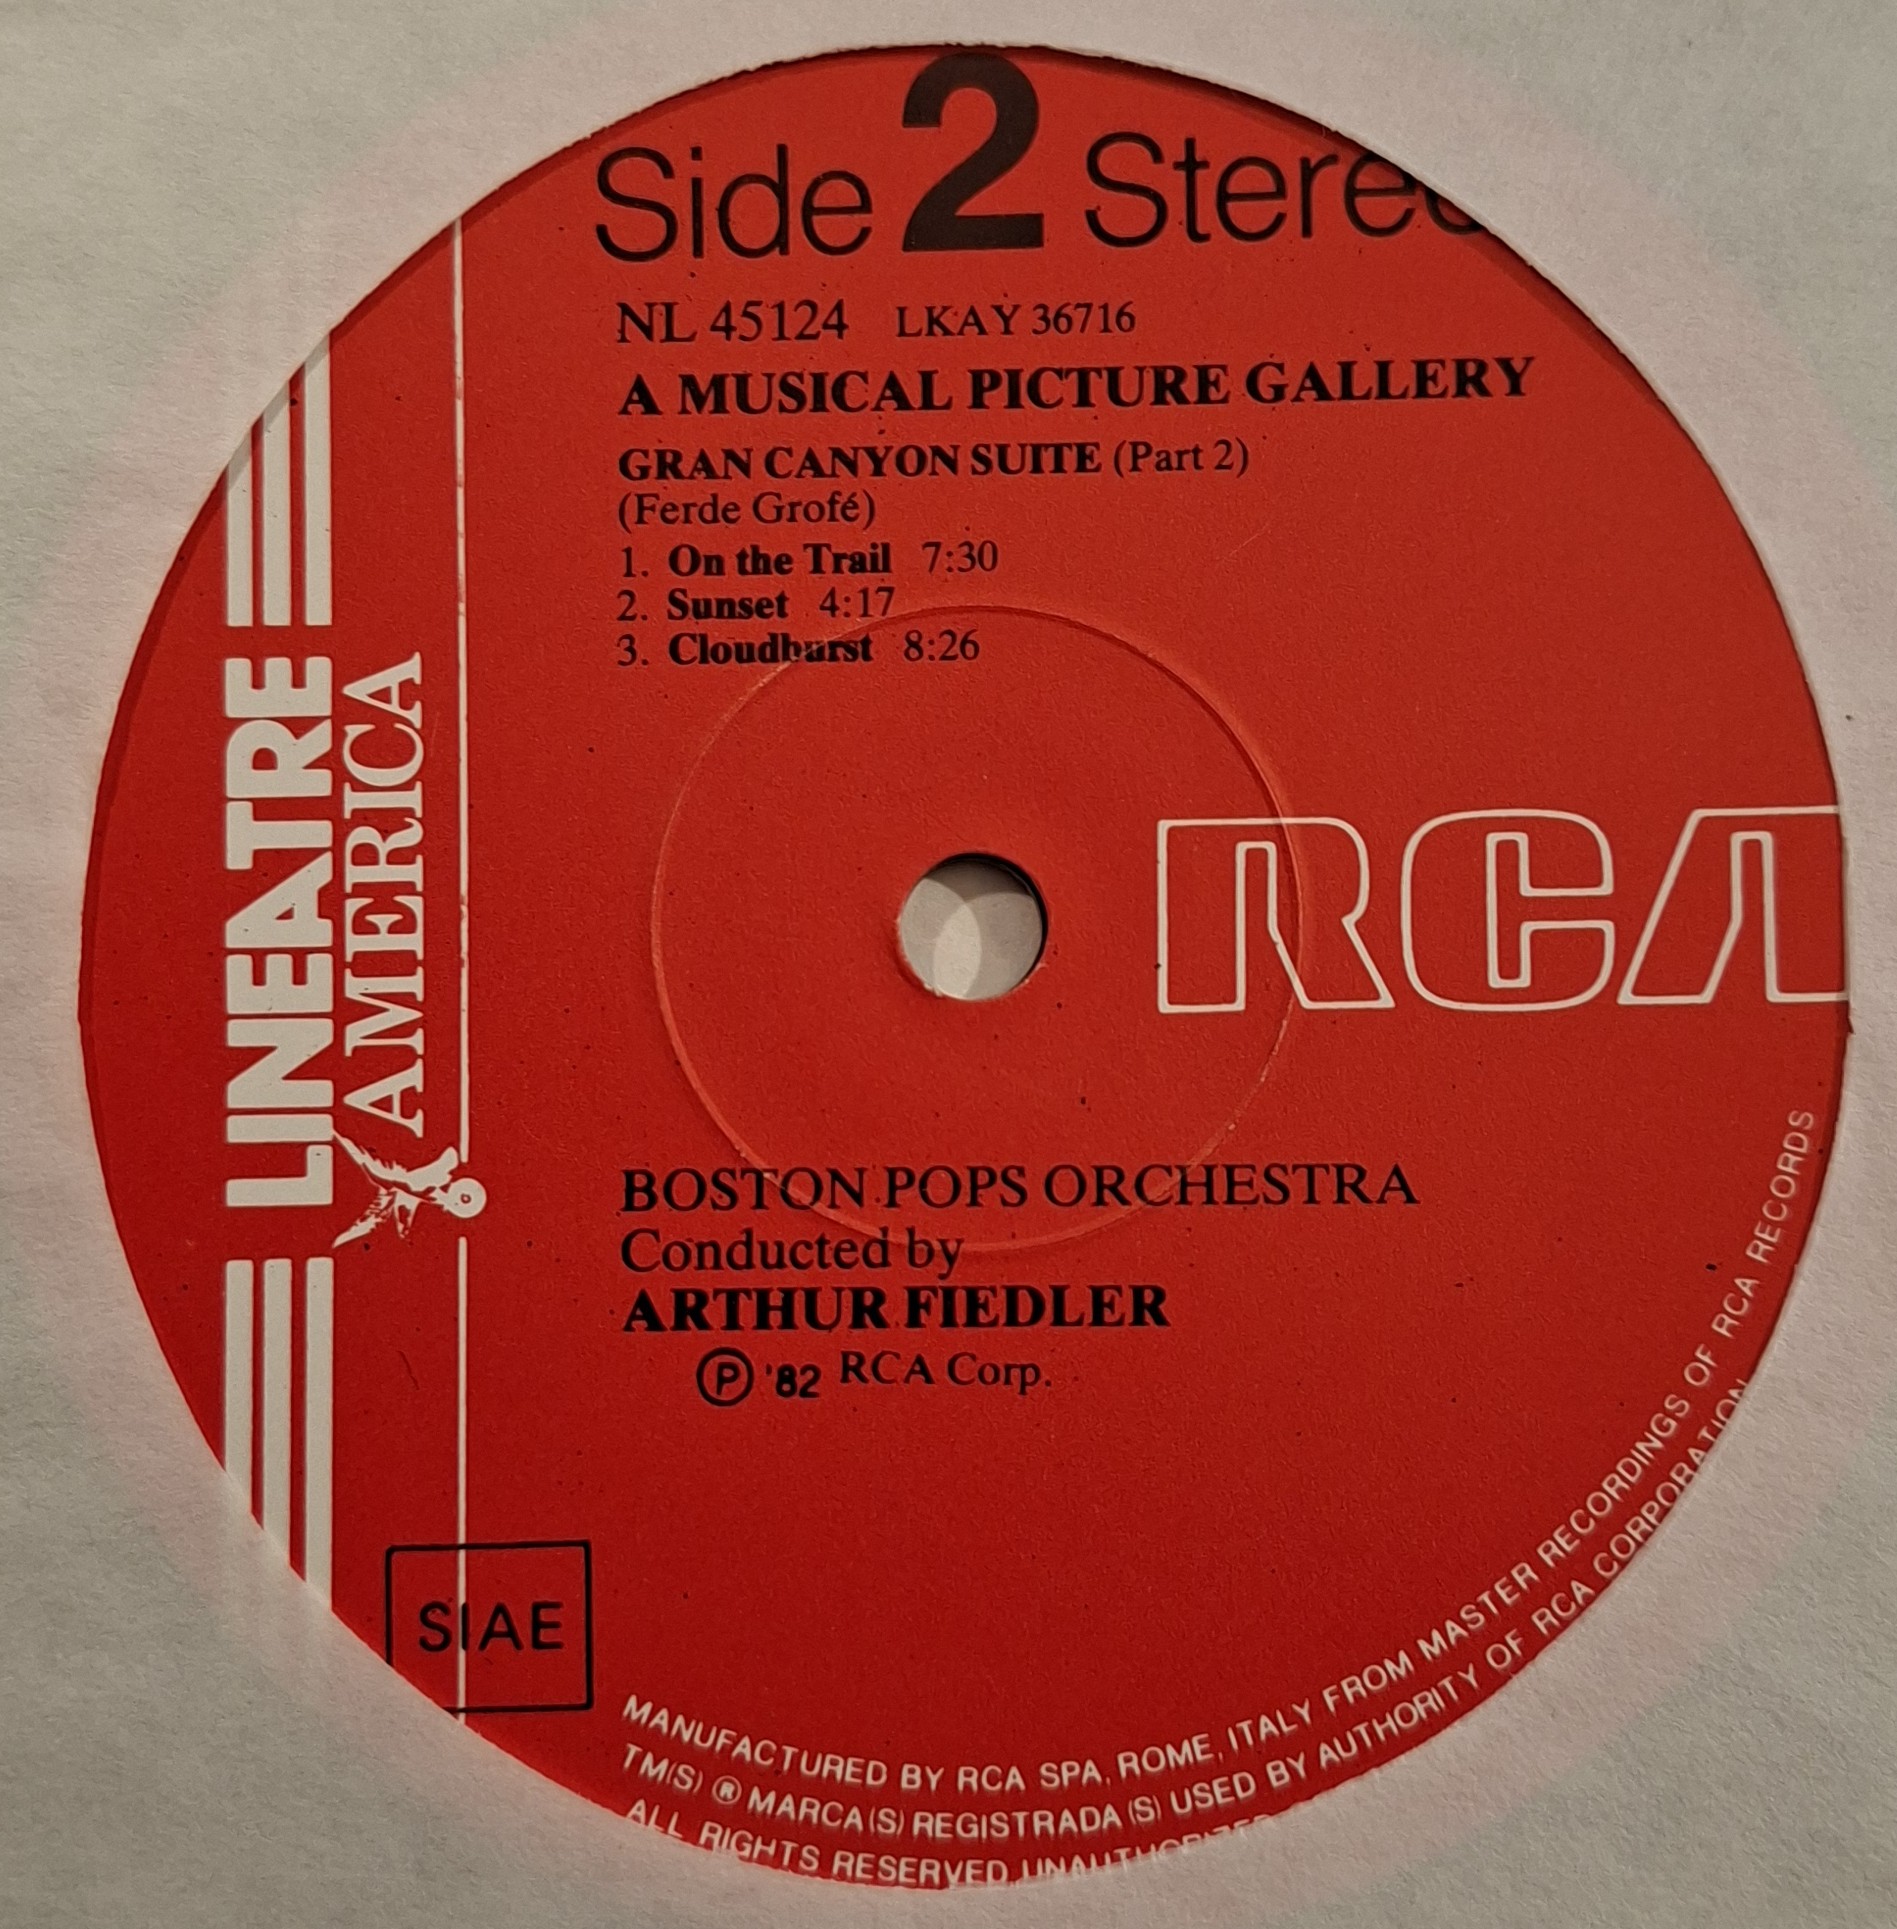 Side 2 Stereo
NL 45124 LKAY 36716
A MUSICAL PICTURE GALLERY
GRAN CANYON SUITE (Part 2)
(Ferde Grofé)
1. On the Trail 7:30
2. Sunset 4:17
3. Cloudburst 8:26
LINEATRE
AMERICA
RCA
BOSTON POPS ORCHESTRA
Conducted by
ARTHUR FIEDLER
Ⓟ '82 RCA Corp.
SIAE
MANUFACTURED BY RCA SPA, ROME, ITALY FROM MASTER RECORDINGS OF RCA RECORDS
TM(S) ® MARCA(S) REGISTRADA(S) USED BY AUTHORITY OF RCA CORPORATION
ALL RIGHTS RESERVED